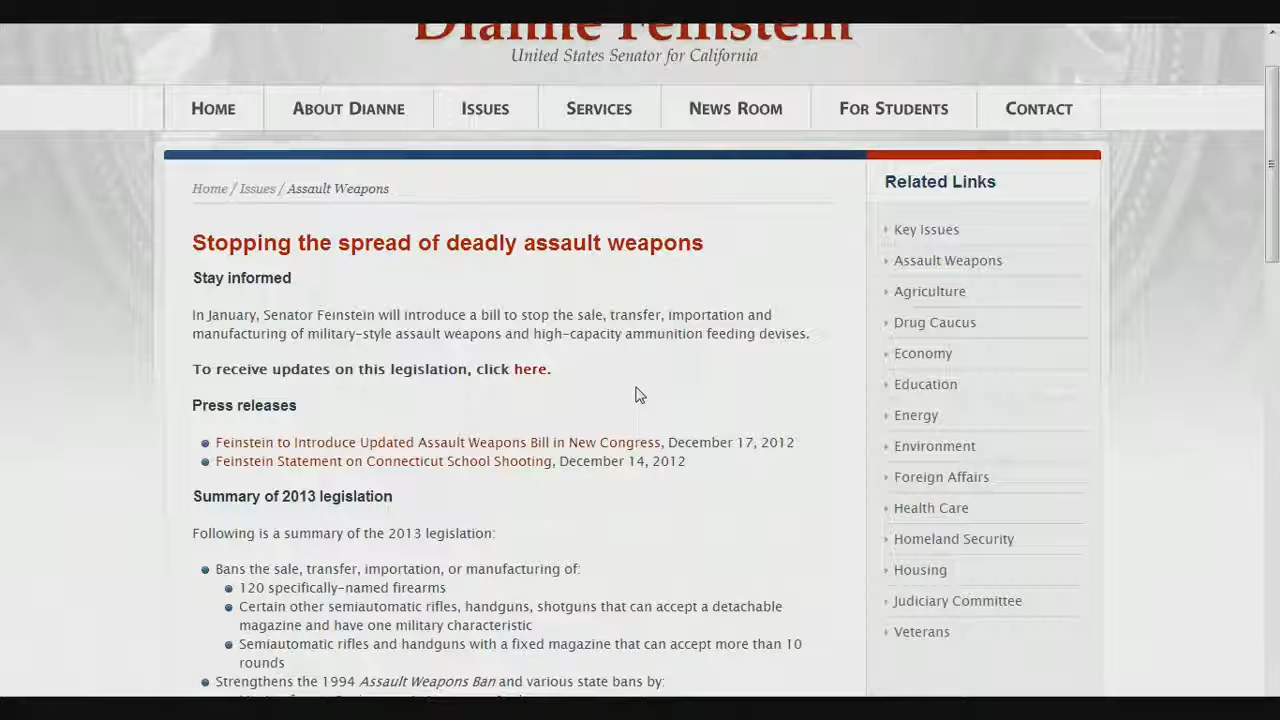 Dianne Feinstein
United States Senator for California
Home
About Dianne
Issues
Services
News Room
For Students
Contact
Home / Issues / Assault Weapons
Stopping the spread of deadly assault weapons
Stay informed
In January, Senator Feinstein will introduce a bill to stop the sale, transfer, importation and
manufacturing of military-style assault weapons and high-capacity ammunition feeding devises.
To receive updates on this legislation, click here.
Press releases
Feinstein to Introduce Updated Assault Weapons Bill in New Congress, December 17, 2012
Feinstein Statement on Connecticut School Shooting, December 14, 2012
Summary of 2013 legislation
Following is a summary of the 2013 legislation:
Bans the sale, transfer, importation, or manufacturing of:
120 specifically-named firearms
Certain other semiautomatic rifles, handguns, shotguns that can accept a detachable
magazine and have one military characteristic
Semiautomatic rifles and handguns with a fixed magazine that can accept more than 10
rounds
Strengthens the 1994 Assault Weapons Ban and various state bans by:
Related Links
Key Issues
Assault Weapons
Agriculture
Drug Caucus
Economy
Education
Energy
Environment
Foreign Affairs
Health Care
Homeland Security
Housing
Judiciary Committee
Veterans